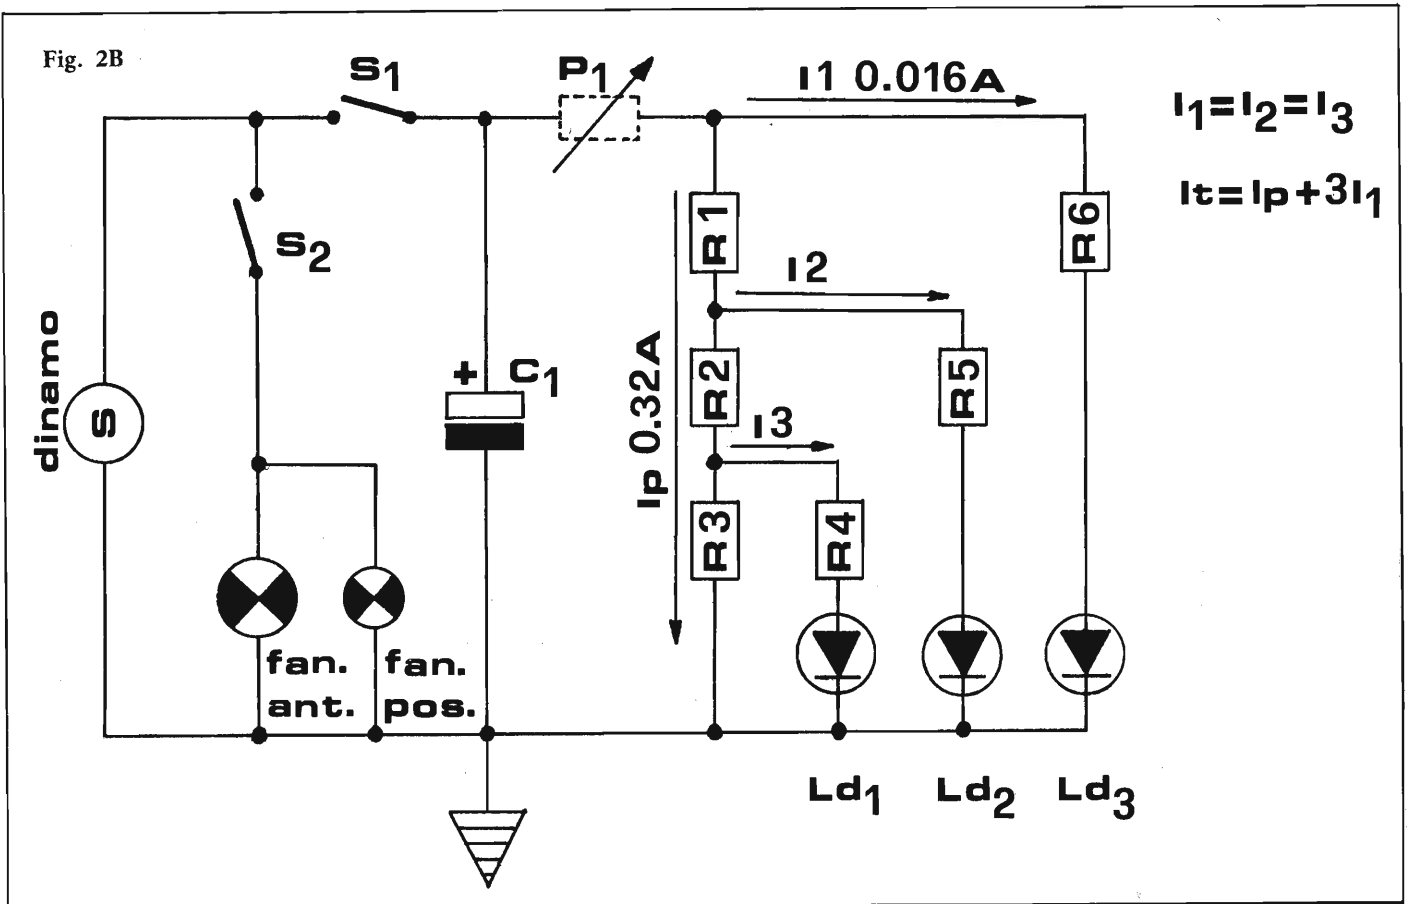 Fig. 2B
S1
P1
I1 0.016A
I1=I2=I3
It=Ip+3I1
S2
dinamo
S
+ C1
Ip 0.32A
R1
R6
I2
R2
R5
I3
R3
R4
fan. ant.
fan. pos.
Ld1
Ld2
Ld3